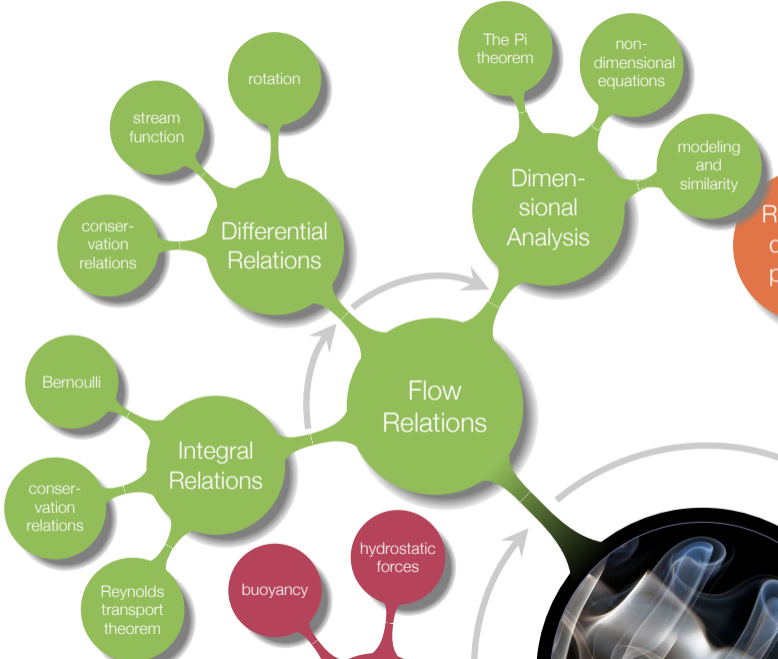 The Pi
theorem
non-
dimensional
equations
rotation
stream
function
modeling
and
similarity
Dimen-
sional
Analysis
conser-
vation
relations
Differential
Relations
Bernoulli
Flow
Relations
Integral
Relations
conser-
vation
relations
hydrostatic
forces
buoyancy
Reynolds
transport
theorem